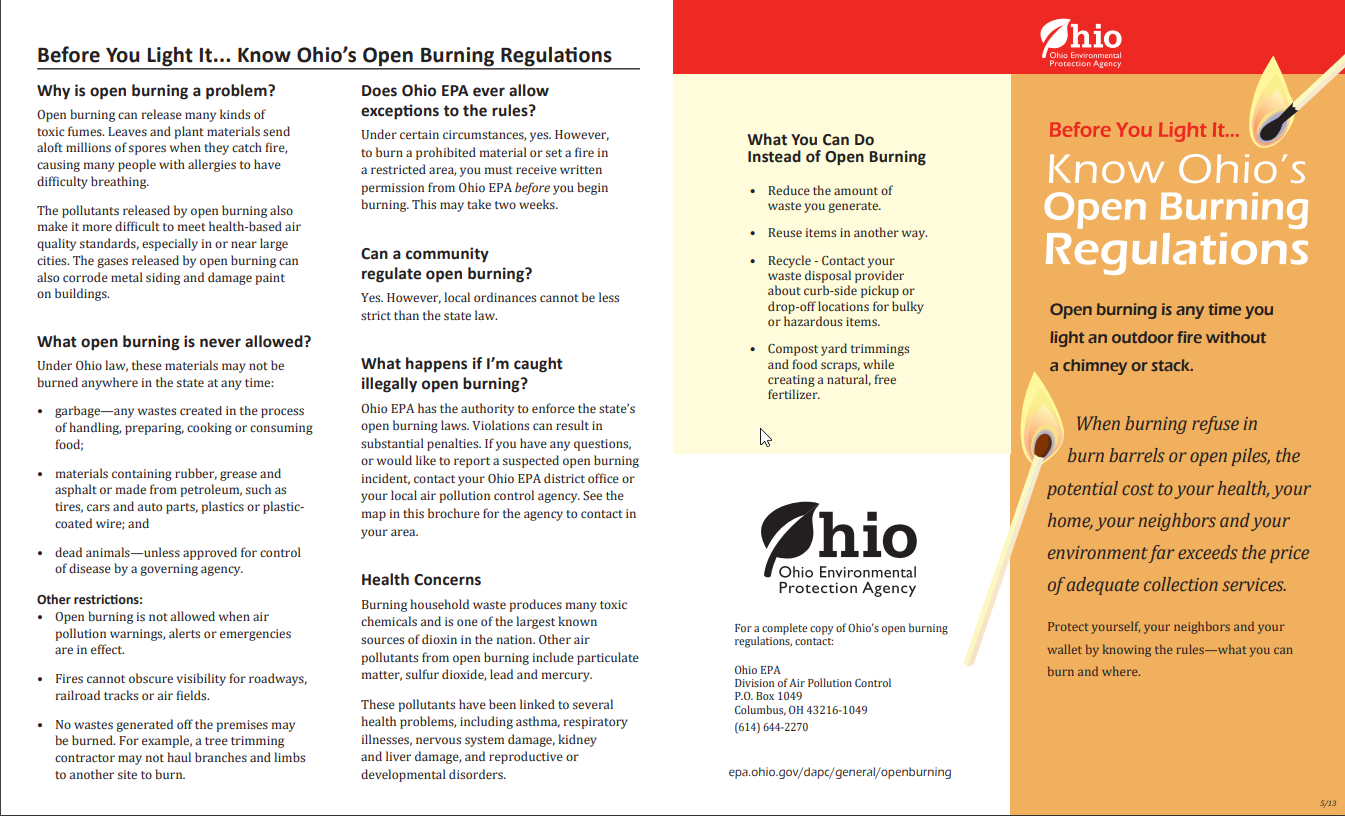 Before You Light It... Know Ohio's Open Burning Regulations
Why is open burning a problem?
Open burning can release many kinds of
toxic fumes. Leaves and plant materials send
aloft millions of spores when they catch fire,
causing many people with allergies to have
difficulty breathing.
The pollutants released by open burning also
make it more difficult to meet health-based air
quality standards, especially in or near large
cities. The gases released by open burning can
also corrode metal siding and damage paint
on buildings.
What open burning is never allowed?
Under Ohio law, these materials may not be
burned anywhere in the state at any time:
• garbage—any wastes created in the process
of handling, preparing, cooking or consuming
food;
• materials containing rubber, grease and
asphalt or made from petroleum, such as
tires, cars and auto parts, plastics or plastic-
coated wire; and
• dead animals—unless approved for control
of disease by a governing agency.
Other restrictions:
• Open burning is not allowed when air
pollution warnings, alerts or emergencies
are in effect.
• Fires cannot obscure visibility for roadways,
railroad tracks or air fields.
• No wastes generated off the premises may
be burned. For example, a tree trimming
contractor may not haul branches and limbs
to another site to burn.
Does Ohio EPA ever allow
exceptions to the rules?
Under certain circumstances, yes. However,
to burn a prohibited material or set a fire in
a restricted area, you must receive written
permission from Ohio EPA before you begin
burning. This may take two weeks.
Can a community
regulate open burning?
Yes. However, local ordinances cannot be less
strict than the state law.
What happens if I'm caught
illegally open burning?
Ohio EPA has the authority to enforce the state's
open burning laws. Violations can result in
substantial penalties. If you have any questions,
or would like to report a suspected open burning
incident, contact your Ohio EPA district office or
your local air pollution control agency. See the
map in this brochure for the agency to contact in
your area.
Health Concerns
Burning household waste produces many toxic
chemicals and is one of the largest known
sources of dioxin in the nation. Other air
pollutants from open burning include particulate
matter, sulfur dioxide, lead and mercury.
These pollutants have been linked to several
health problems, including asthma, respiratory
illnesses, nervous system damage, kidney
and liver damage, and reproductive or
developmental disorders.
What You Can Do
Instead of Open Burning
• Reduce the amount of
waste you generate.
• Reuse items in another way.
• Recycle - Contact your
waste disposal provider
about curb-side pickup or
drop-off locations for bulky
or hazardous items.
• Compost yard trimmings
and food scraps, while
creating a natural, free
fertilizer.
Ohio
Ohio Environmental
Protection Agency
For a complete copy of Ohio's open burning
regulations, contact:
Ohio EPA
Division of Air Pollution Control
P.O. Box 1049
Columbus, OH 43216-1049
(614) 644-2270
epa.ohio.gov/dapc/general/openburning
Ohio
Ohio Environmental
Protection Agency
Before You Light It...
Know Ohio's
Open Burning
Regulations
Open burning is any time you
light an outdoor fire without
a chimney or stack.
When burning refuse in
burn barrels or open piles, the
potential cost to your health, your
home, your neighbors and your
environment far exceeds the price
of adequate collection services.
Protect yourself, your neighbors and your
wallet by knowing the rules—what you can
burn and where.
5/13